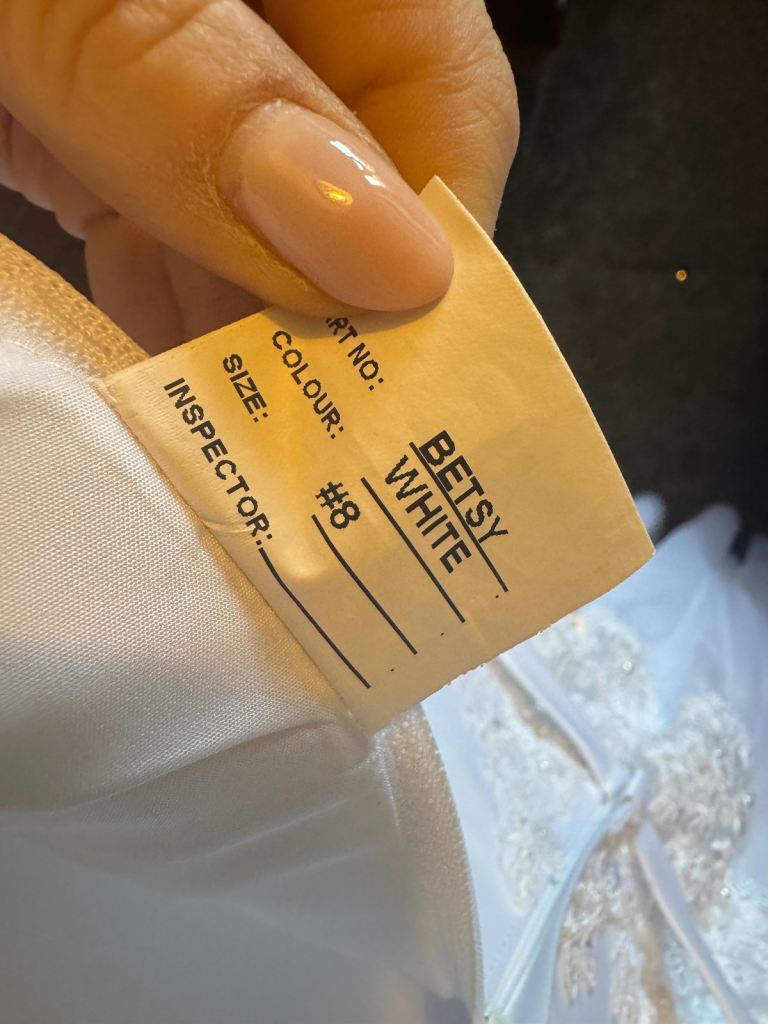 RT NO: BETSY
COLOUR: WHITE
SIZE: #8
INSPECTOR: